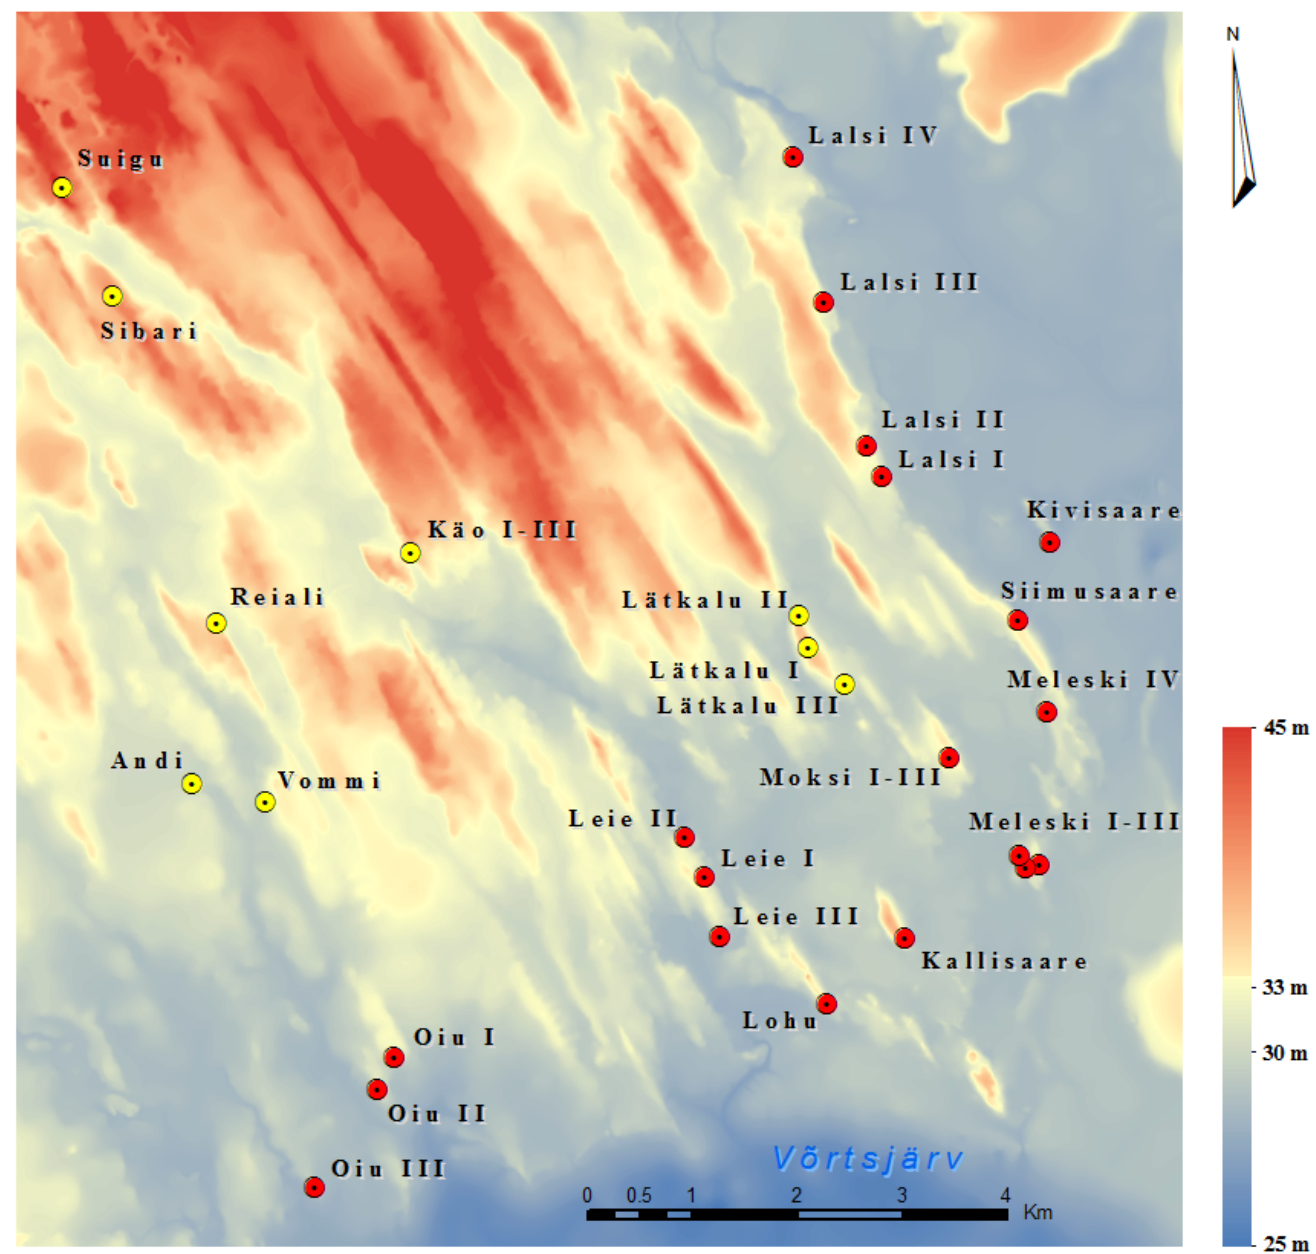 N
Lalsi IV
Suigu
Lalsi III
Sibari
Lalsi II
Lalsi I
Kivisaare
Käo I-III
Siimusaare
Reiali
Lätkalu II
Lätkalu I
Meleski IV
Lätkalu III
45 m
Andi
Vommi
Moksi I-III
Leie II
Meleski I-III
Leie I
Leie III
Kallisaare
33 m
Lohu
Oiu I
30 m
Oiu II
Võrtsjärv
Oiu III
0 0.5 1 2 3 4
Km
25 m